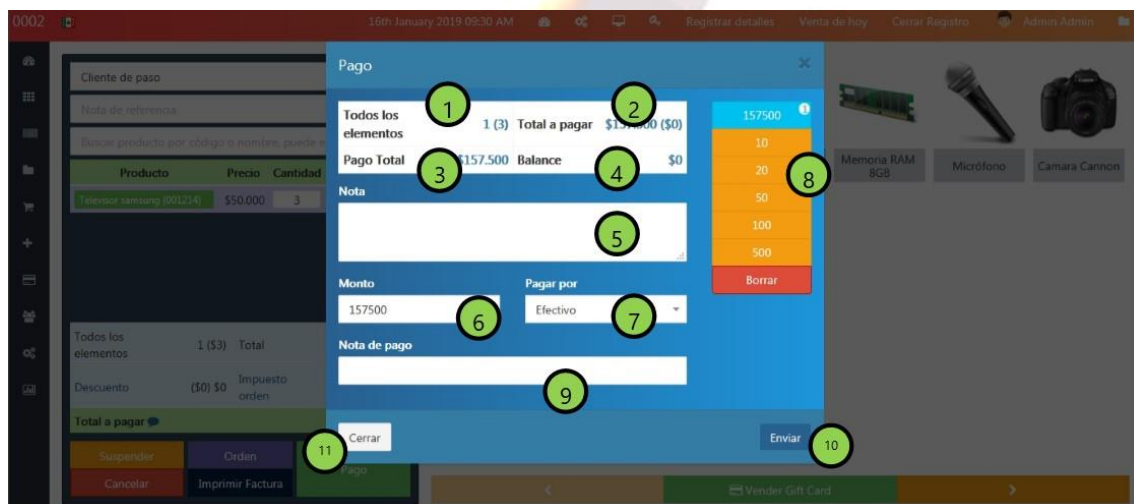 0002 16th January 2019 09:30 AM Registrar detalles Venta de hoy Cerrar Registro Admin Admin
Cliente de paso
Nota de referencia
Buscar producto por código o nombre, puede e
Producto Precio Cantidad
Televisor samsung (001214) $50.000 3
Todos los elementos 1 ($3) Total
Descuento ($0) $0 Impuesto orden
Total a pagar
Suspender Orden Pago
Cancelar Imprimir Factura
Pago ×
1 2
Todos los elementos 1 (3) Total a pagar ($0)
3 4
Pago Total $157.500 Balance $0
Nota
5
Monto Pagar por
157500 Efectivo
6 7
Nota de pago
9
Cerrar Enviar
11 10
157500 1
10
20
8
50
100
500
Borrar
Memoria RAM 8GB
Micrófono
Camara Cannon
Vender Gift Card